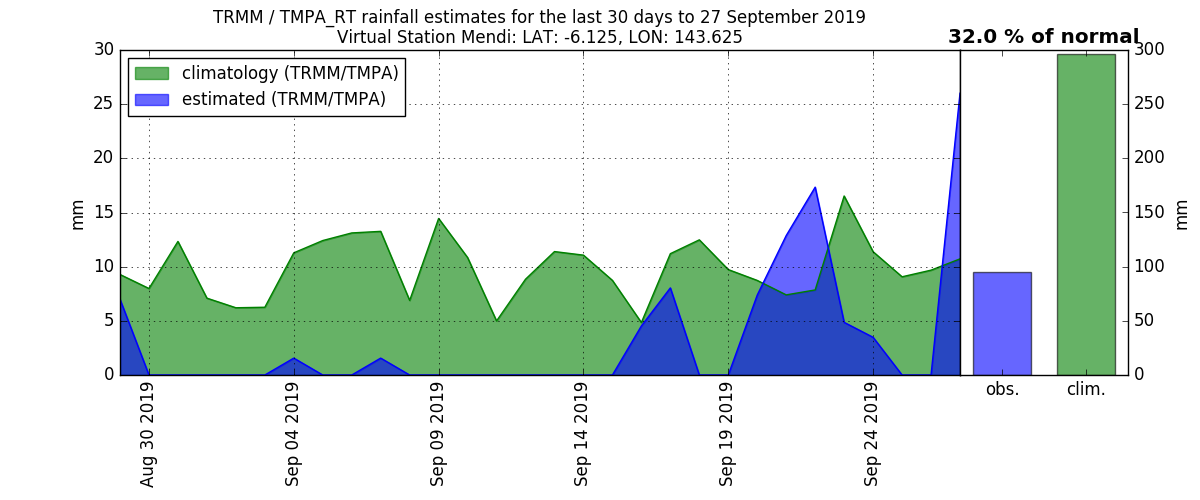 TRMM / TMPA_RT rainfall estimates for the last 30 days to 27 September 2019
Virtual Station Mendi: LAT: -6.125, LON: 143.625
32.0 % of normal
climatology (TRMM/TMPA)
estimated (TRMM/TMPA)
30
25
20
15
10
5
0
mm
300
250
200
150
100
50
0
mm
Aug 30 2019
Sep 04 2019
Sep 09 2019
Sep 14 2019
Sep 19 2019
Sep 24 2019
obs.
clim.